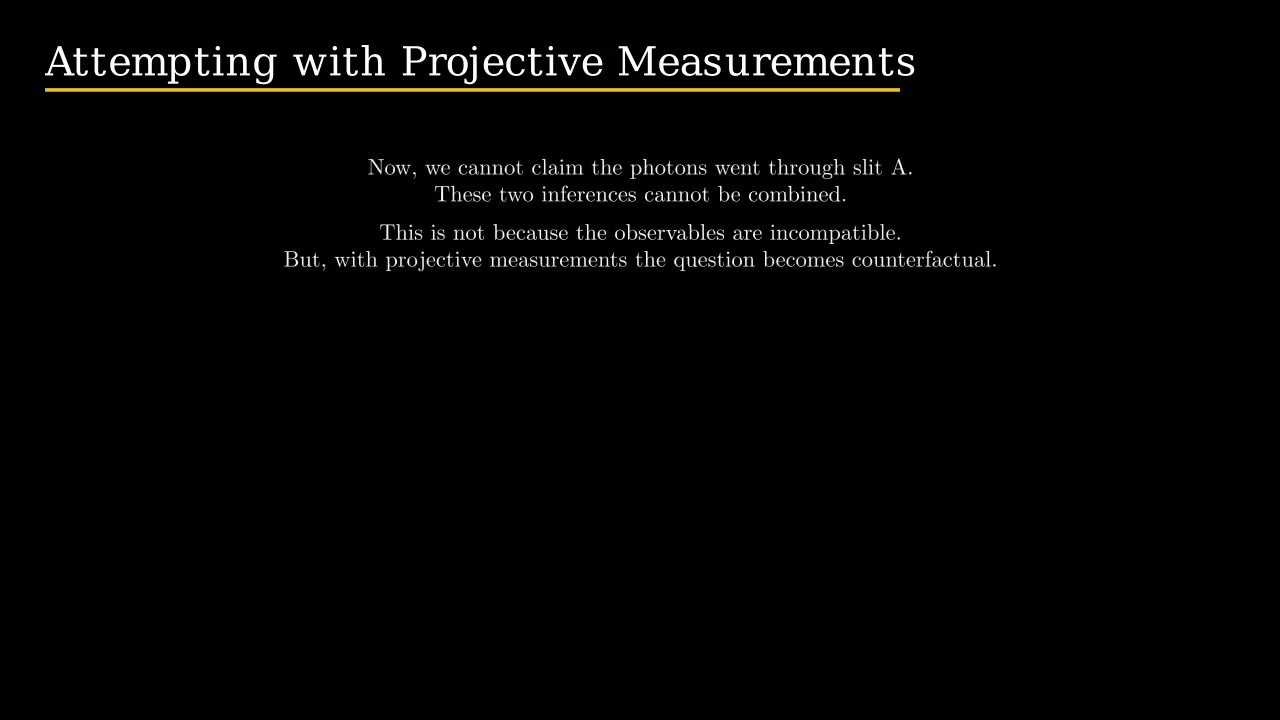 Attempting with Projective Measurements
Now, we cannot claim the photons went through slit A.
These two inferences cannot be combined.
This is not because the observables are incompatible.
But, with projective measurements the question becomes counterfactual.